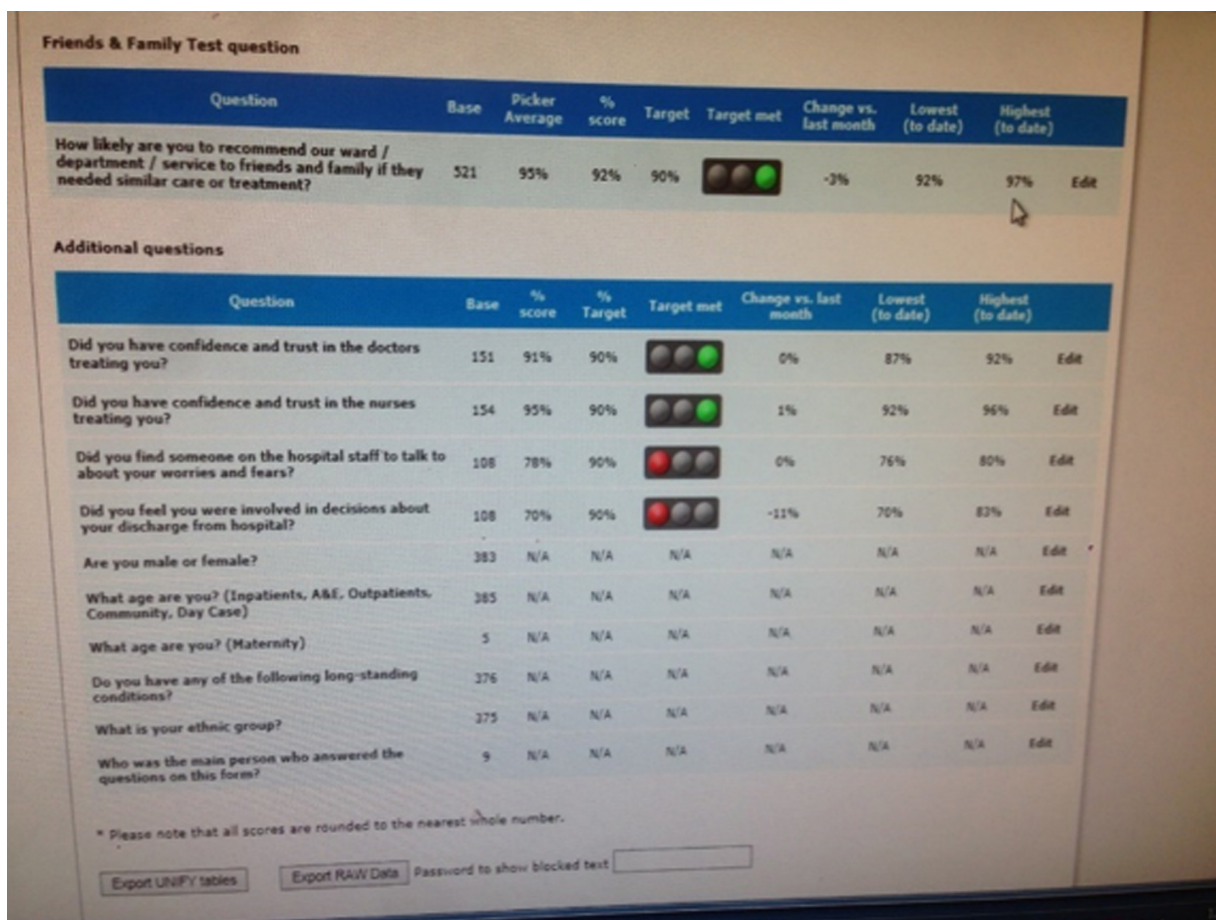 Friends & Family Test question
Question Base Picker Average % score Target Target met Change vs. last month Lowest (to date) Highest (to date)
How likely are you to recommend our ward /
department / service to friends and family if they
needed similar care or treatment?
521 95% 92% 90% -3% 92% 97% Edit
Additional questions
Question Base % score % Target Target met Change vs. last month Lowest (to date) Highest (to date)
Did you have confidence and trust in the doctors
treating you?
151 91% 90% 0% 87% 92% Edit
Did you have confidence and trust in the nurses
treating you?
154 95% 90% 1% 92% 96% Edit
Did you find someone on the hospital staff to talk to
about your worries and fears?
108 78% 90% 0% 76% 80% Edit
Did you feel you were involved in decisions about
your discharge from hospital?
108 70% 90% -11% 70% 83% Edit
Are you male or female? 383 N/A N/A N/A N/A N/A N/A Edit
What age are you? (Inpatients, A&E, Outpatients,
Community, Day Case)
385 N/A N/A N/A N/A N/A N/A Edit
What age are you? (Maternity) 5 N/A N/A N/A N/A N/A N/A Edit
Do you have any of the following long-standing
conditions?
376 N/A N/A N/A N/A N/A N/A Edit
What is your ethnic group? 375 N/A N/A N/A N/A N/A N/A Edit
Who was the main person who answered the
questions on this form?
9 N/A N/A N/A N/A N/A N/A Edit
* Please note that all scores are rounded to the nearest whole number.
Export UNIFY tables Export RAW Data Password to show blocked text